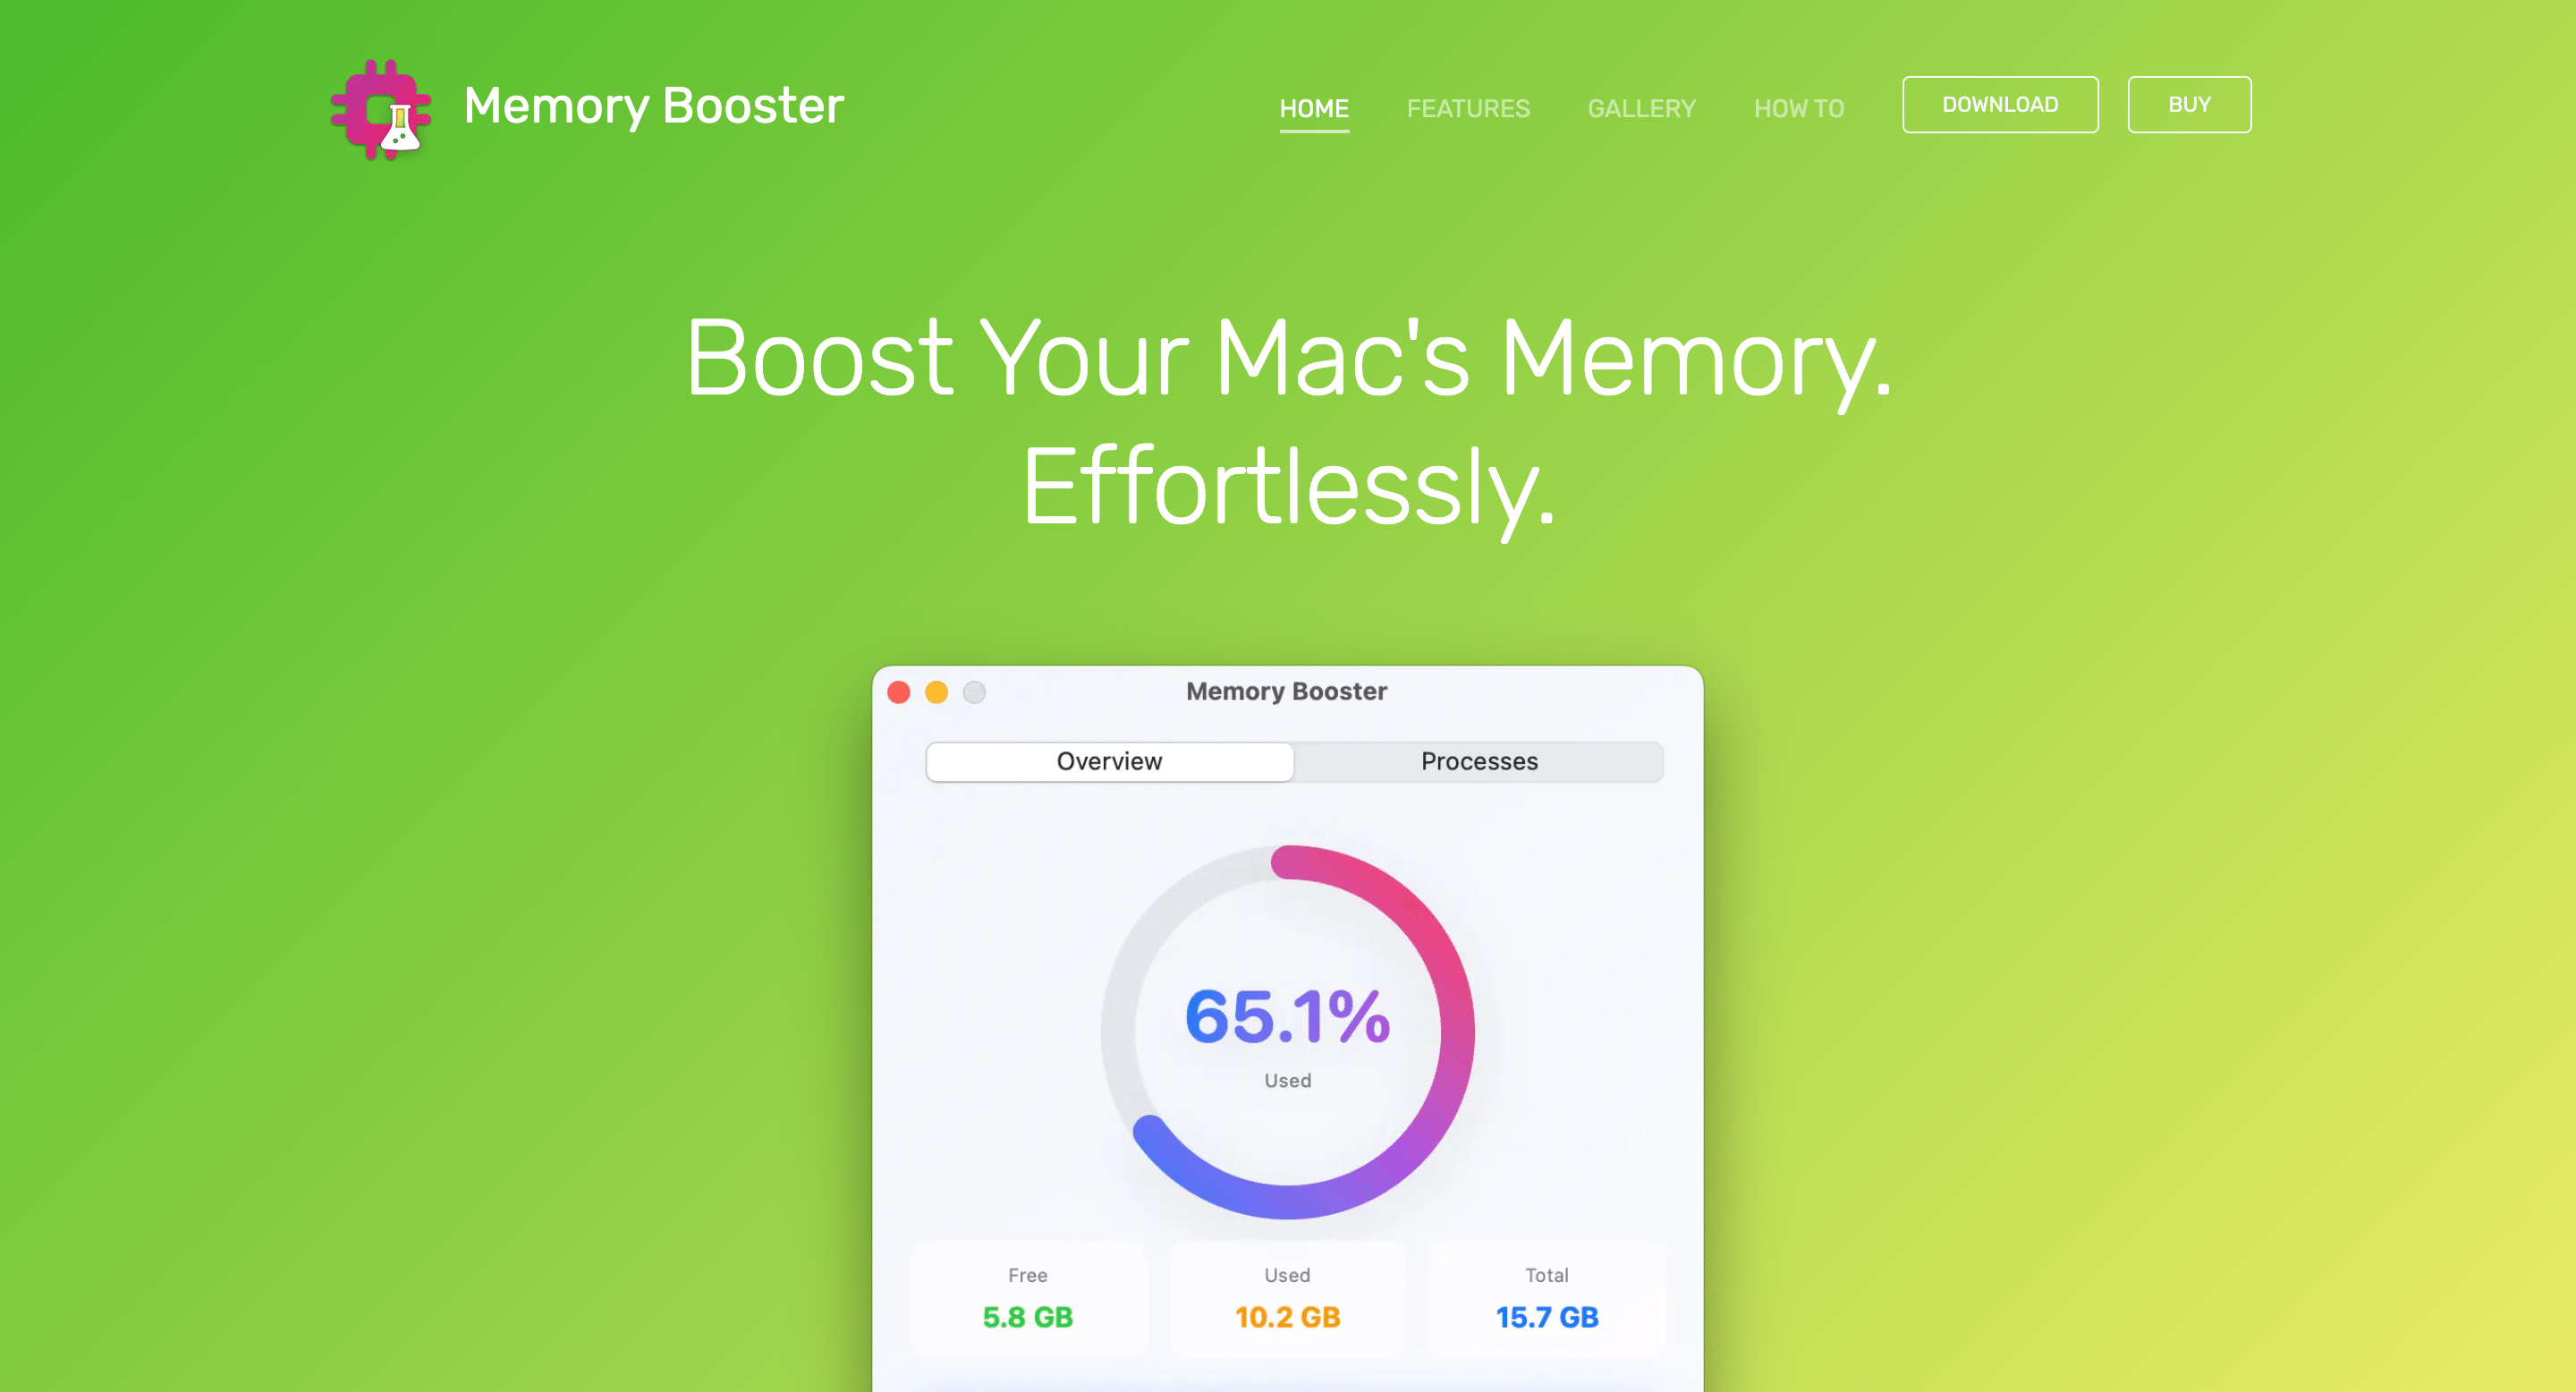 Memory Booster
HOME FEATURES GALLERY HOW TO DOWNLOAD BUY
Boost Your Mac's Memory.
Effortlessly.
Memory Booster
Overview Processes
65.1%
Used
Free Used Total
5.8 GB 10.2 GB 15.7 GB